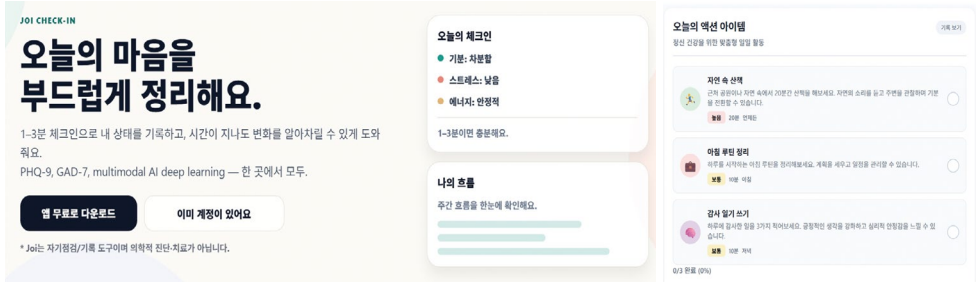 JOI CHECK-IN
오늘의 마음을
부드럽게 정리해요.
1–3분 체크인으로 내 상태를 기록하고, 시간이 지나도 변화를 알아차릴 수 있게 도와
줘요.
PHQ-9, GAD-7, multimodal AI deep learning — 한 곳에서 모두.
앱 무료로 다운로드
이미 계정이 있어요
* Joi는 자기점검/기록 도구이며 의학적 진단·치료가 아닙니다.
오늘의 체크인
기분: 차분함
스트레스: 낮음
에너지: 안정적
1–3분이면 충분해요.
나의 흐름
주간 흐름을 한눈에 확인해요.
오늘의 액션 아이템
기록 보기
정신 건강을 위한 맞춤형 일일 활동
자연 속 산책
근처 공원이나 자연 속에서 20분간 산책을 해보세요. 자연의 소리를 듣고 주변을 관찰하며 기분
을 전환할 수 있습니다.
높음 20분 언제든
아침 루틴 정리
하루를 시작하는 아침 루틴을 정리해보세요. 계획을 세우고 일정을 관리할 수 있습니다.
보통 10분 아침
감사 일기 쓰기
하루에 감사한 일을 3가지 적어보세요. 긍정적인 생각을 강화하고 심리적 안정감을 느낄 수 있
습니다.
보통 10분 저녁
0/3 완료 (0%)